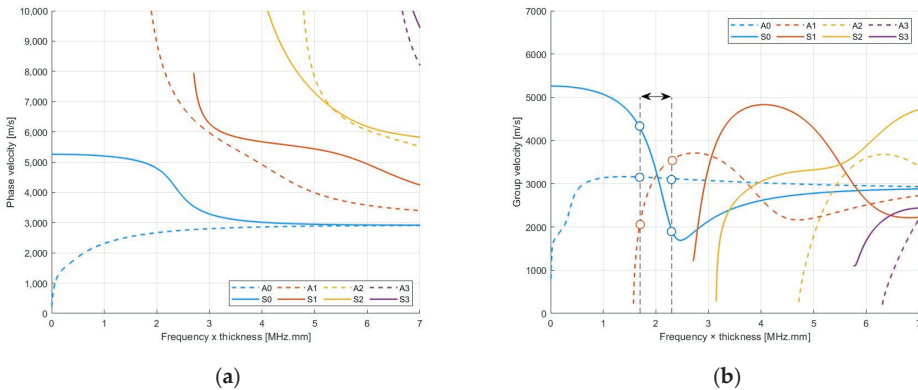 10,000
9,000
8,000
7,000
6,000
5,000
4,000
3,000
2,000
1,000
0
Phase velocity [m/s]
0 1 2 3 4 5 6 7
Frequency x thickness [MHz.mm]
A0 A1 A2 A3
S0 S1 S2 S3
(a)
7000
6000
5000
4000
3000
2000
1000
0
Group velocity [m/s]
0 1 2 3 4 5 6 7
Frequency × thickness [MHz.mm]
A0 A1 A2 A3
S0 S1 S2 S3
(b)